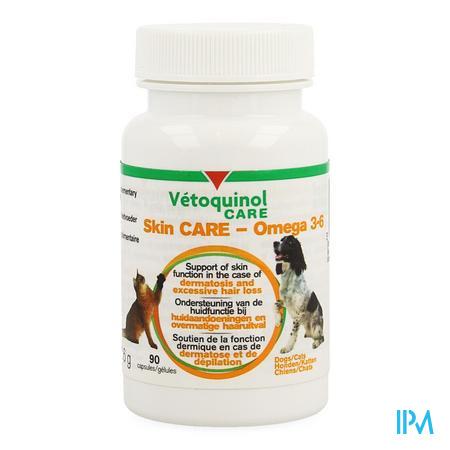 Vétoquinol
CARE
Skin CARE – Omega 3-6
Support of skin
function in the case of
dermatosis and
excessive hair loss
Ondersteuning van de
huidfunctie bij
huidaandoeningen en
overmatige haaruitval
Soutien de la fonction
dermique en cas de
dermatose et de
dépilation
90
capsules/gélules
Dogs/Cats
Honden/Katten
Chiens/Chats
IPM